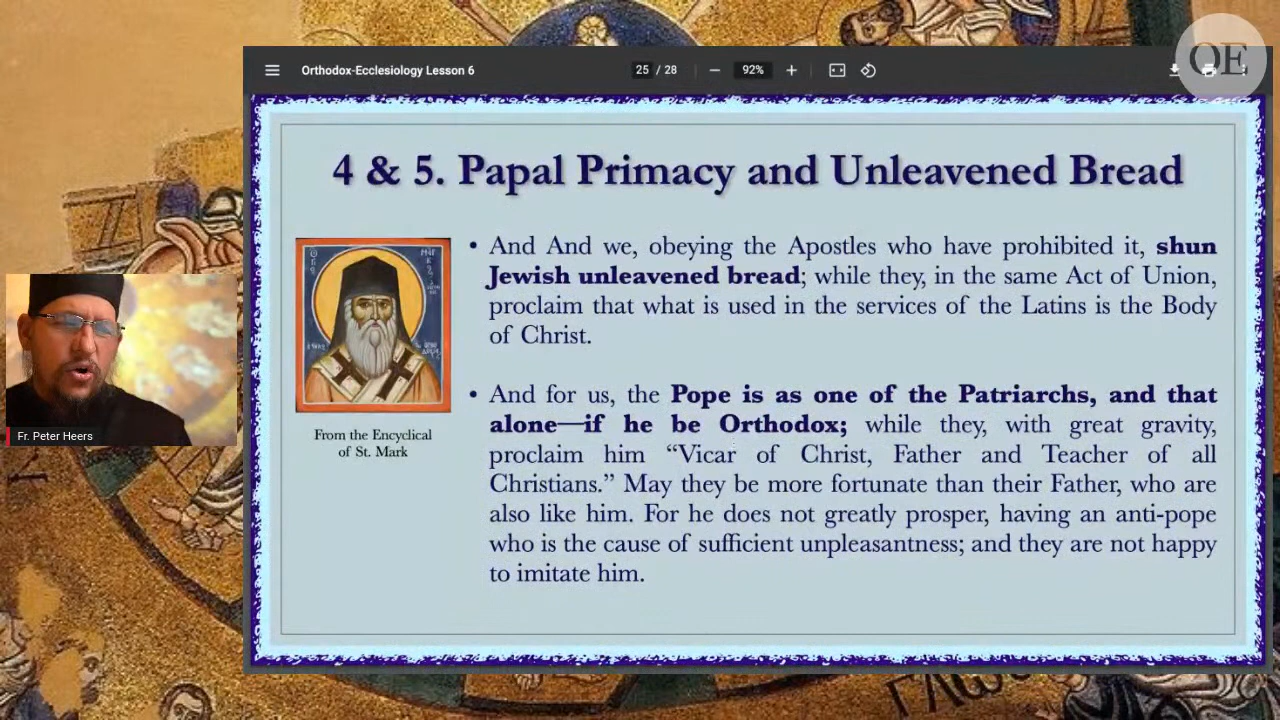 Orthodox-Ecclesiology Lesson 6
25 / 28
92%
OE
4 & 5. Papal Primacy and Unleavened Bread
• And And we, obeying the Apostles who have prohibited it, shun
Jewish unleavened bread; while they, in the same Act of Union,
proclaim that what is used in the services of the Latins is the Body
of Christ.
• And for us, the Pope is as one of the Patriarchs, and that
alone—if he be Orthodox; while they, with great gravity,
proclaim him “Vicar of Christ, Father and Teacher of all
Christians.” May they be more fortunate than their Father, who are
also like him. For he does not greatly prosper, having an anti-pope
who is the cause of sufficient unpleasantness; and they are not happy
to imitate him.
From the Encyclical
of St. Mark
Fr. Peter Heers